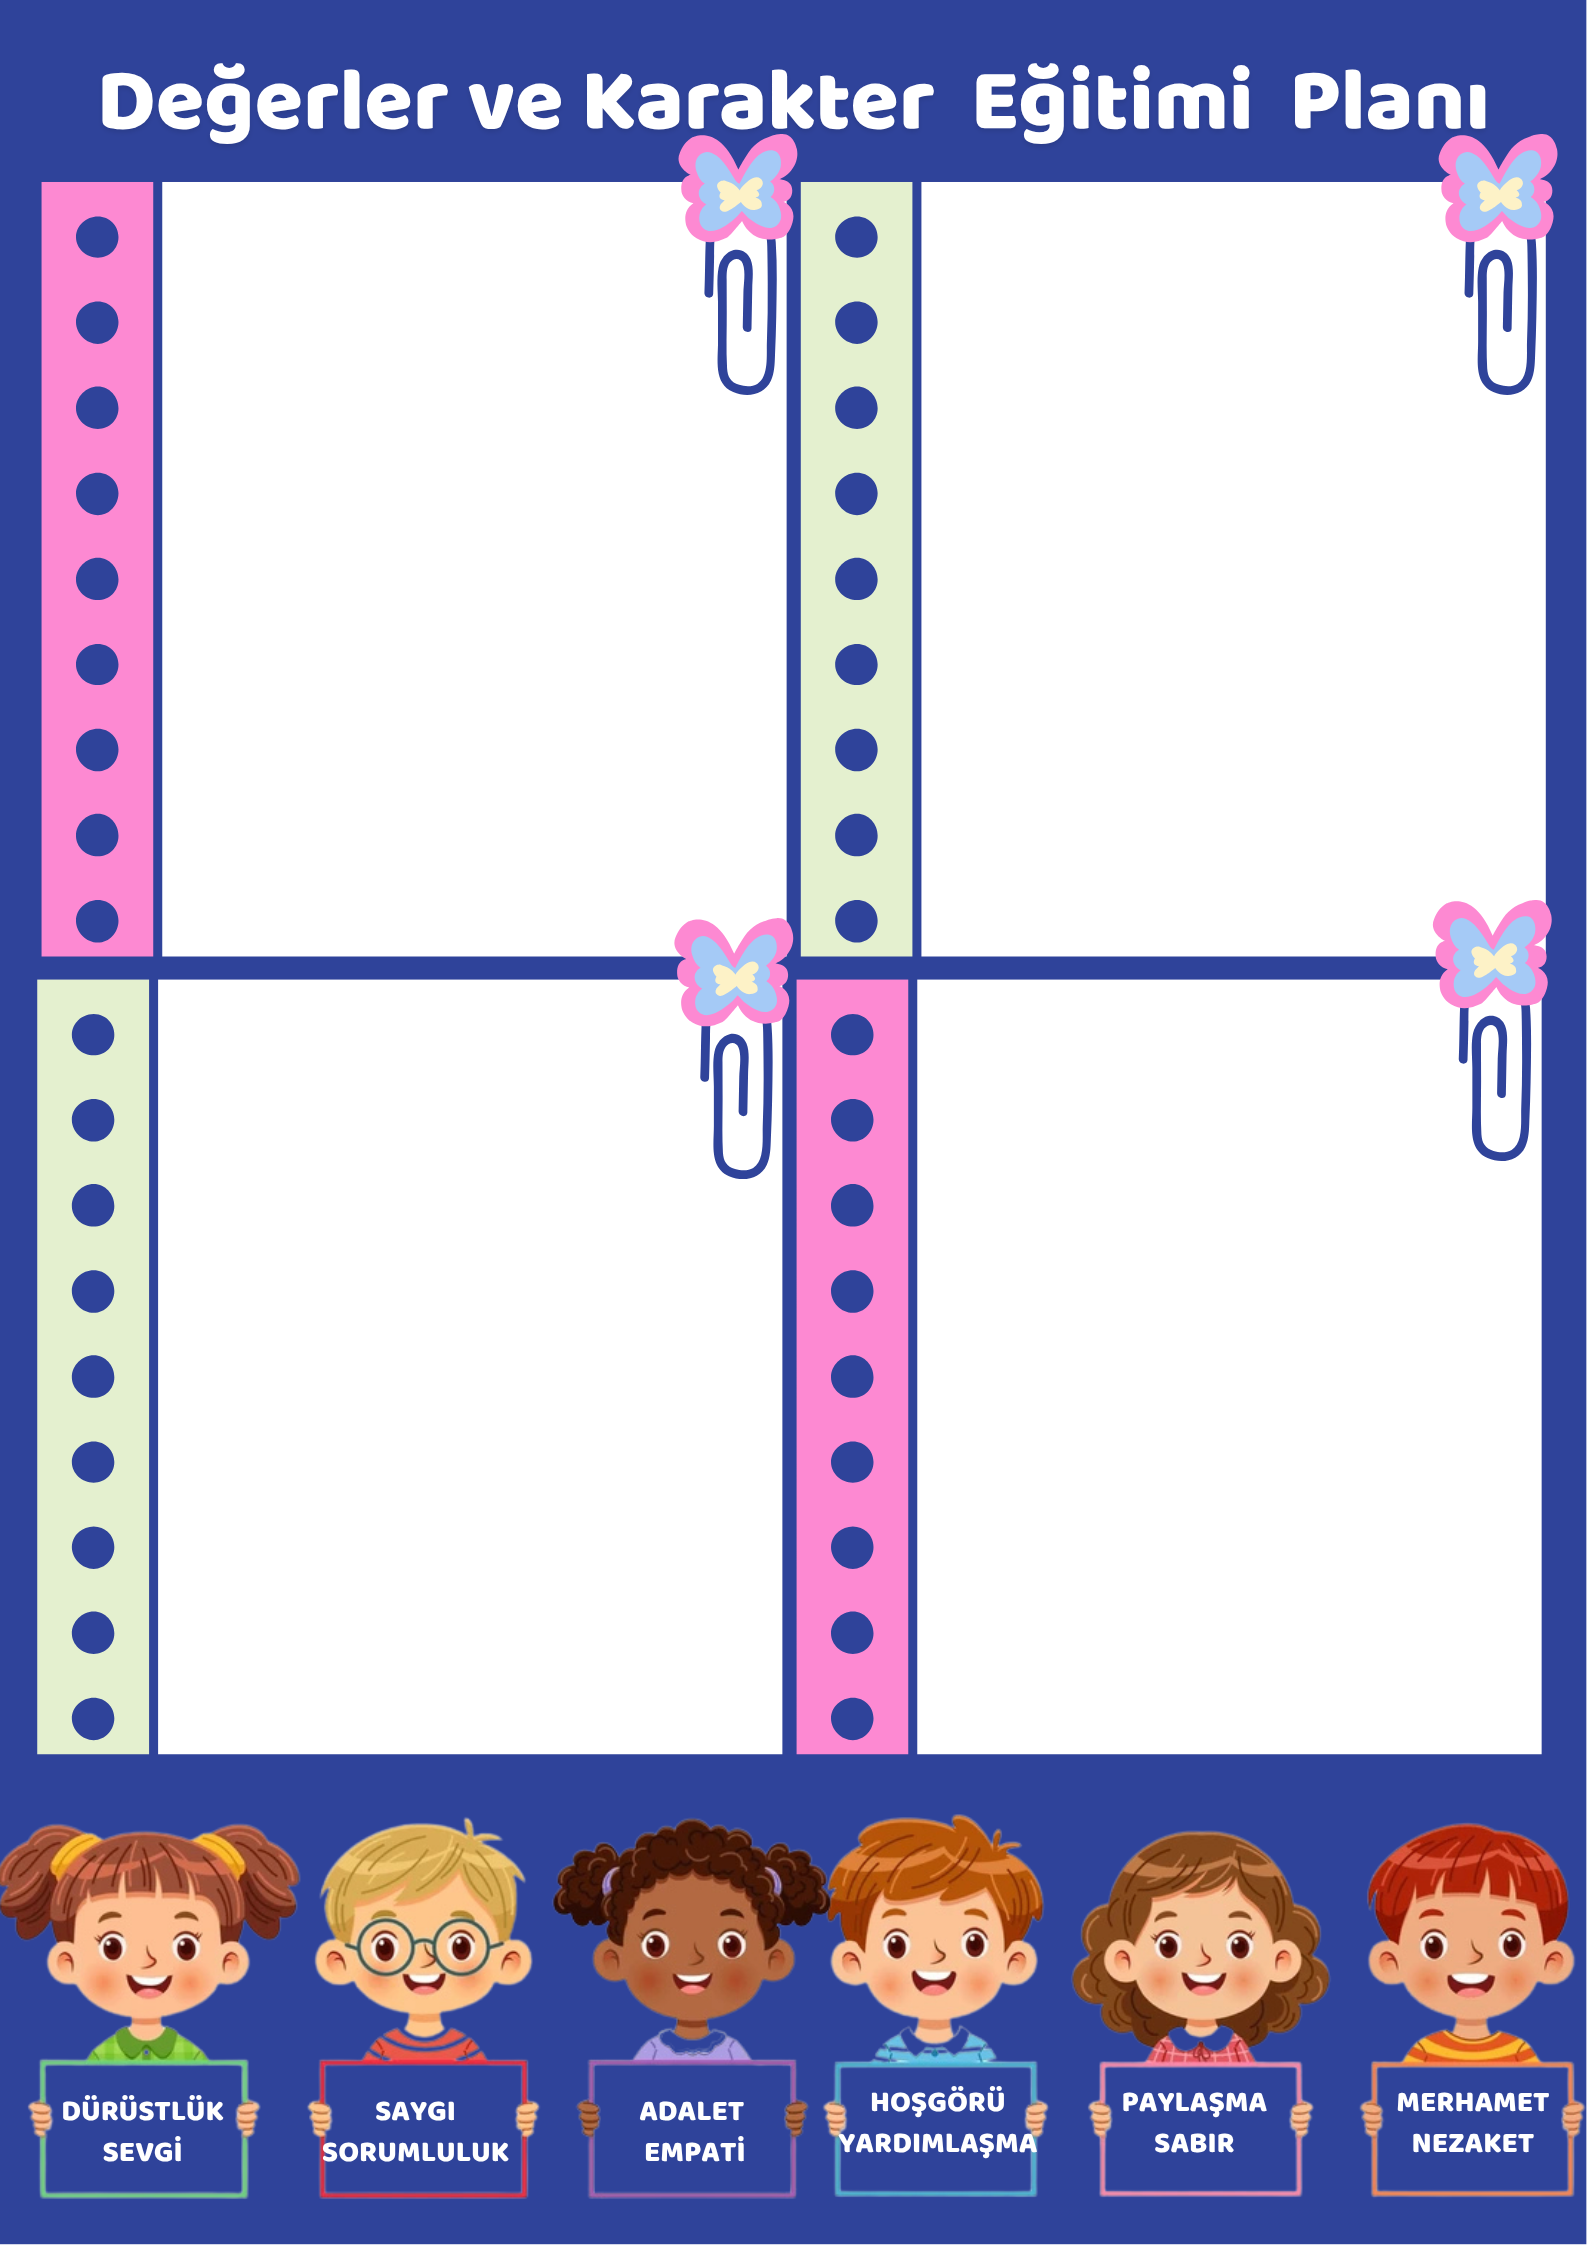 Değerler ve Karakter Eğitimi Planı
DÜRÜSTLÜK
SEVGİ
SAYGI
SORUMLULUK
ADALET
EMPATİ
HOŞGÖRÜ
YARDIMLAŞMA
PAYLAŞMA
SABIR
MERHAMET
NEZAKET